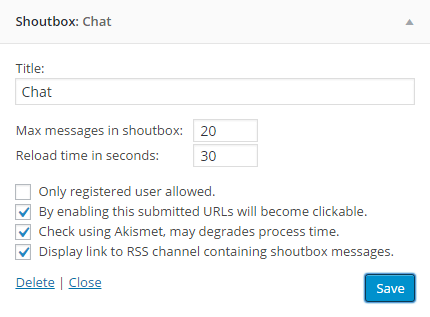 Shoutbox: Chat
Title:
Chat
Max messages in shoutbox: 20
Reload time in seconds: 30
Only registered user allowed.
By enabling this submitted URLs will become clickable.
Check using Akismet, may degrades process time.
Display link to RSS channel containing shoutbox messages.
Delete | Close Save